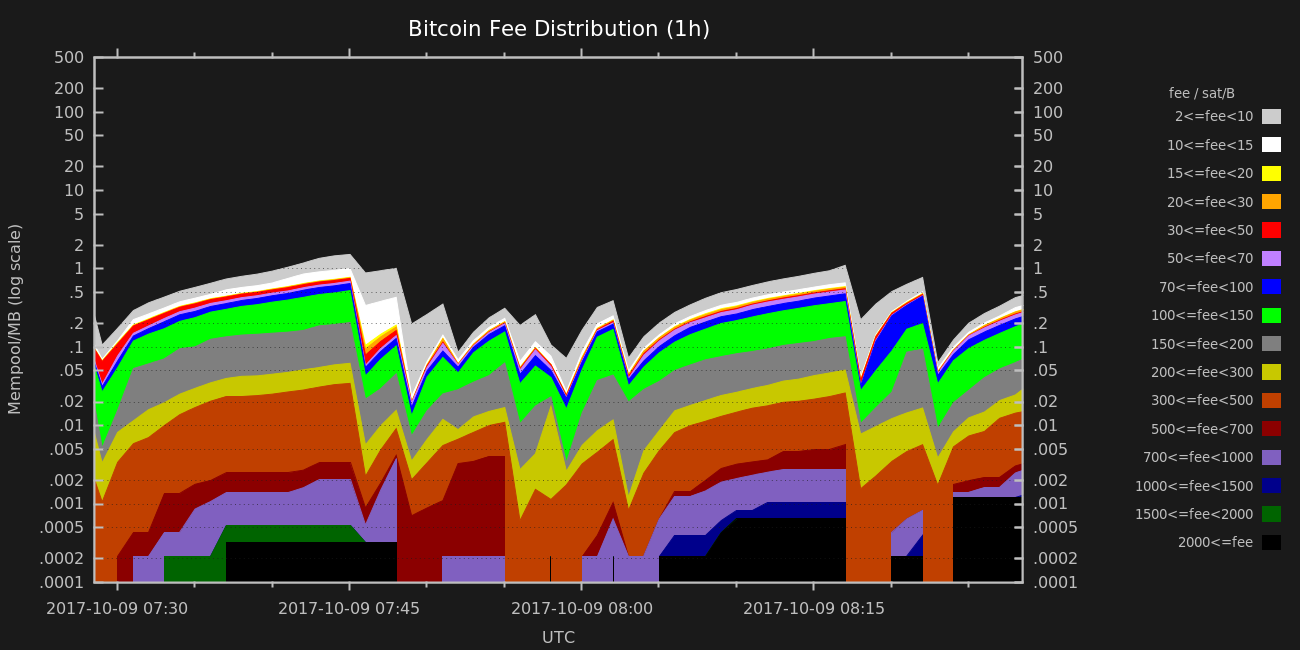 Bitcoin Fee Distribution (1h)
Mempool/MB (log scale)
500 500
200 200
100 100
50 50
20 20
10 10
5 5
2 2
1 1
.5 .5
.2 .2
.1 .1
.05 .05
.02 .02
.01 .01
.005 .005
.002 .002
.001 .001
.0005 .0005
.0002 .0002
.0001 .0001
2017-10-09 07:30 2017-10-09 07:45 2017-10-09 08:00 2017-10-09 08:15
UTC
fee / sat/B
2<=fee<10
10<=fee<15
15<=fee<20
20<=fee<30
30<=fee<50
50<=fee<70
70<=fee<100
100<=fee<150
150<=fee<200
200<=fee<300
300<=fee<500
500<=fee<700
700<=fee<1000
1000<=fee<1500
1500<=fee<2000
2000<=fee